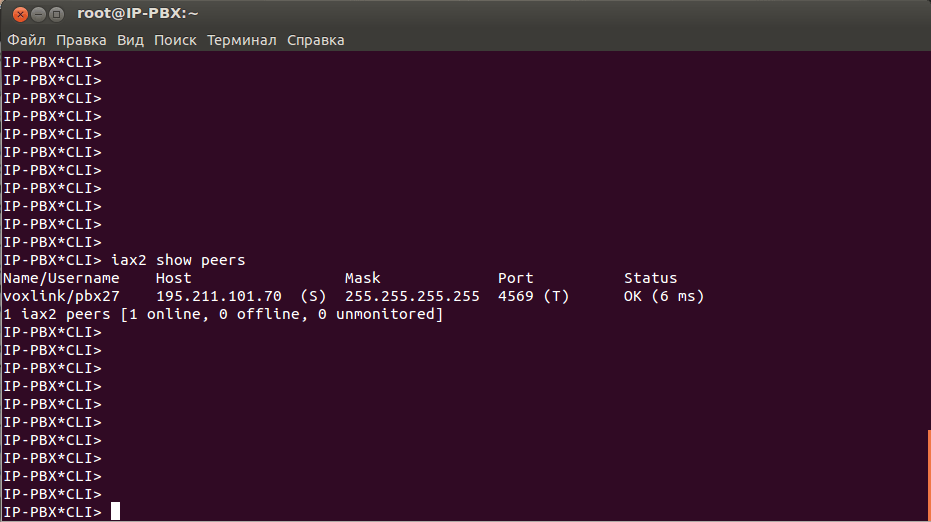 root@IP-PBX:~
Файл Правка Вид Поиск Терминал Справка
IP-PBX*CLI>
IP-PBX*CLI>
IP-PBX*CLI>
IP-PBX*CLI>
IP-PBX*CLI>
IP-PBX*CLI>
IP-PBX*CLI>
IP-PBX*CLI>
IP-PBX*CLI>
IP-PBX*CLI>
IP-PBX*CLI>
IP-PBX*CLI> iax2 show peers
Name/Username    Host                 Mask             Port          Status
voxlink/pbx27    195.211.101.70  (S)  255.255.255.255  4569 (T)      OK (6 ms)
1 iax2 peers [1 online, 0 offline, 0 unmonitored]
IP-PBX*CLI>
IP-PBX*CLI>
IP-PBX*CLI>
IP-PBX*CLI>
IP-PBX*CLI>
IP-PBX*CLI>
IP-PBX*CLI>
IP-PBX*CLI>
IP-PBX*CLI>
IP-PBX*CLI>
IP-PBX*CLI>